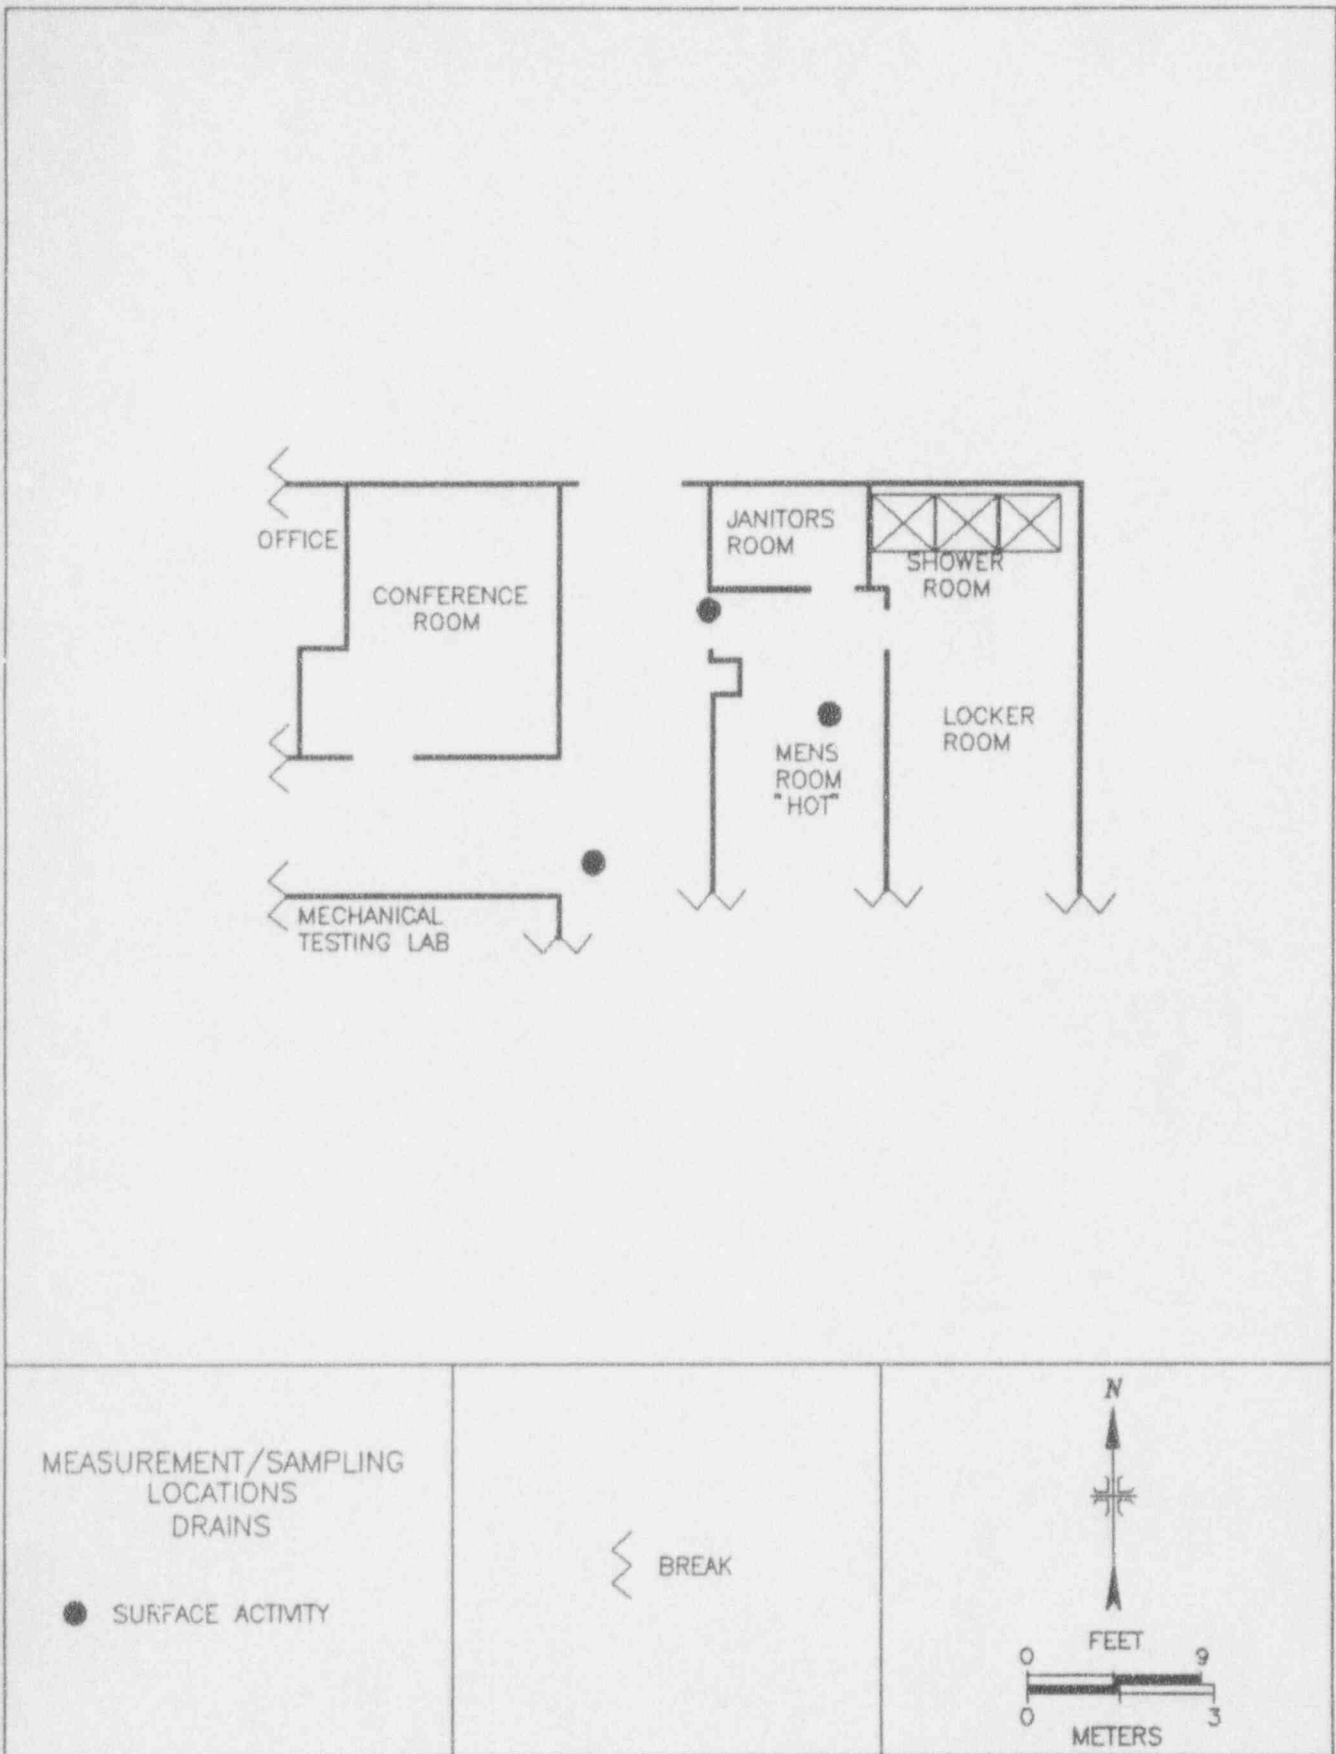 OFFICE
CONFERENCE
ROOM
JANITORS
ROOM
SHOWER
ROOM
LOCKER
ROOM
MENS
ROOM
"HOT"
MECHANICAL
TESTING LAB
MEASUREMENT/SAMPLING
LOCATIONS
DRAINS
SURFACE ACTIVITY
BREAK
N
FEET
0 9
0 3
METERS